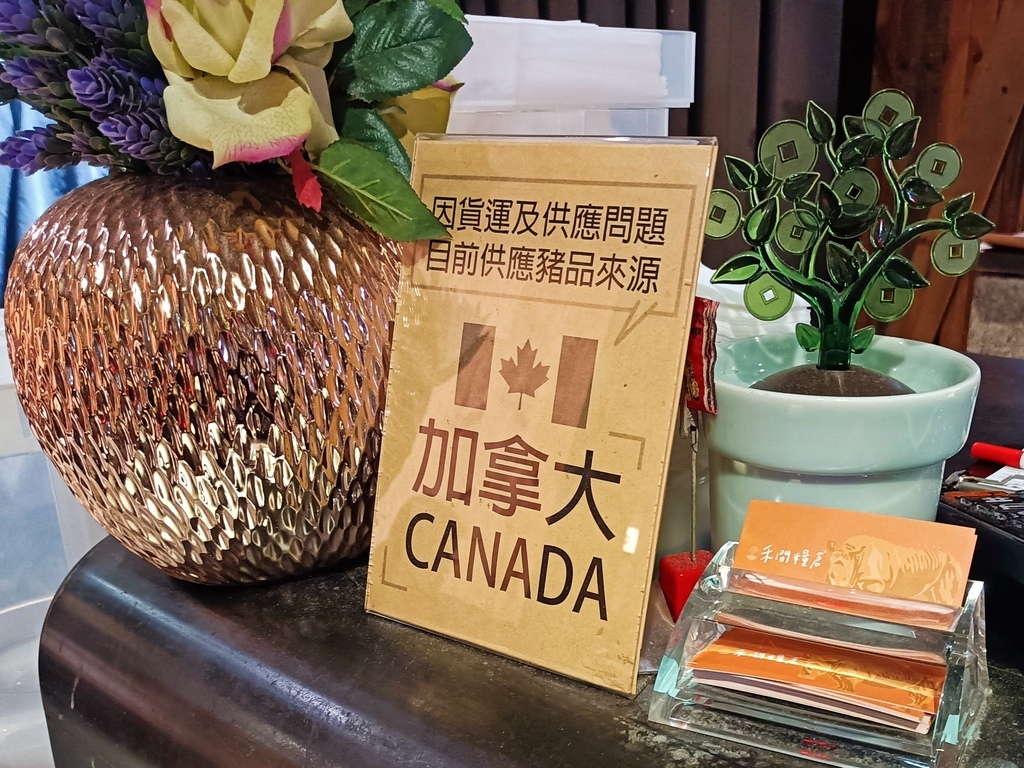 因貨運及供應問題
目前供應豬品來源
加拿大
CANADA
禾間糧倉